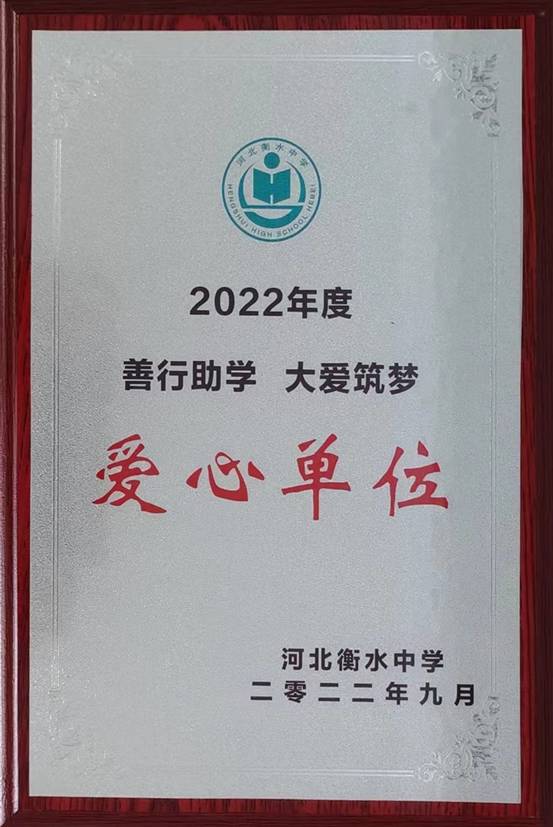 河北衡水中学
HENGSHUI HIGH SCHOOL HEBEI
2022年度
善行助学 大爱筑梦
爱心单位
河北衡水中学
二零二二年九月